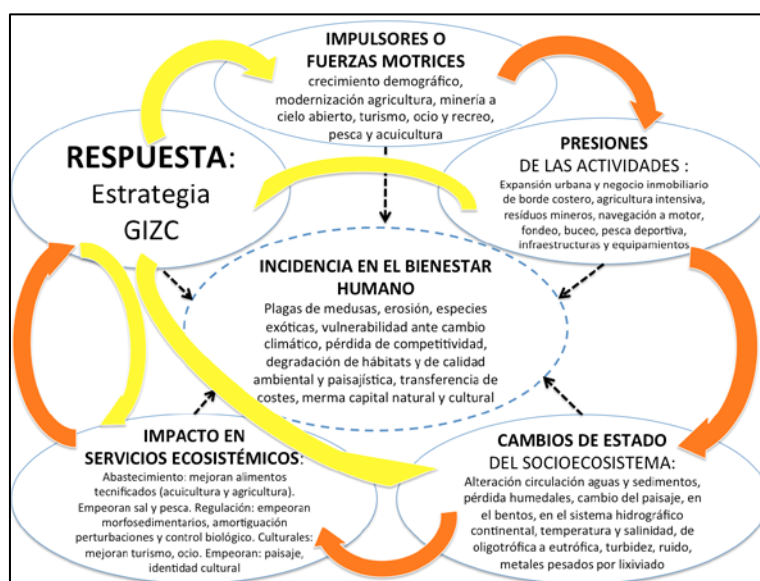 IMPULSORES O
FUERZAS MOTRICES
crecimiento demográfico,
modernización agricultura, minería a
cielo abierto, turismo, ocio y recreo,
pesca y acuicultura
RESPUESTA:
Estrategia
GIZC
PRESIONES
DE LAS ACTIVIDADES :
Expansión urbana y negocio inmobiliario
de borde costero, agricultura intensiva,
resíduos mineros, navegación a motor,
fondeo, buceo, pesca deportiva,
infraestructuras y equipamientos
INCIDENCIA EN EL BIENESTAR
HUMANO
Plagas de medusas, erosión, especies
exóticas, vulnerabilidad ante cambio
climático, pérdida de competitividad,
degradación de hábitats y de calidad
ambiental y paisajística, transferencia de
costes, merma capital natural y cultural
IMPACTO EN
SERVICIOS ECOSISTÉMICOS:
Abastecimiento: mejoran alimentos
tecnificados (acuicultura y agricultura).
Empeoran sal y pesca. Regulación: empeoran
morfosedimentarios, amortiguación
perturbaciones y control biológico. Culturales:
mejoran turismo, ocio. Empeoran: paisaje,
identidad cultural
CAMBIOS DE ESTADO
DEL SOCIOECOSISTEMA:
Alteración circulación aguas y sedimentos,
pérdida humedales, cambio del paisaje, en
el bentos, en el sistema hidrográfico
continental, temperatura y salinidad, de
oligotrófica a eutrófica, turbidez, ruido,
metales pesados por lixiviado